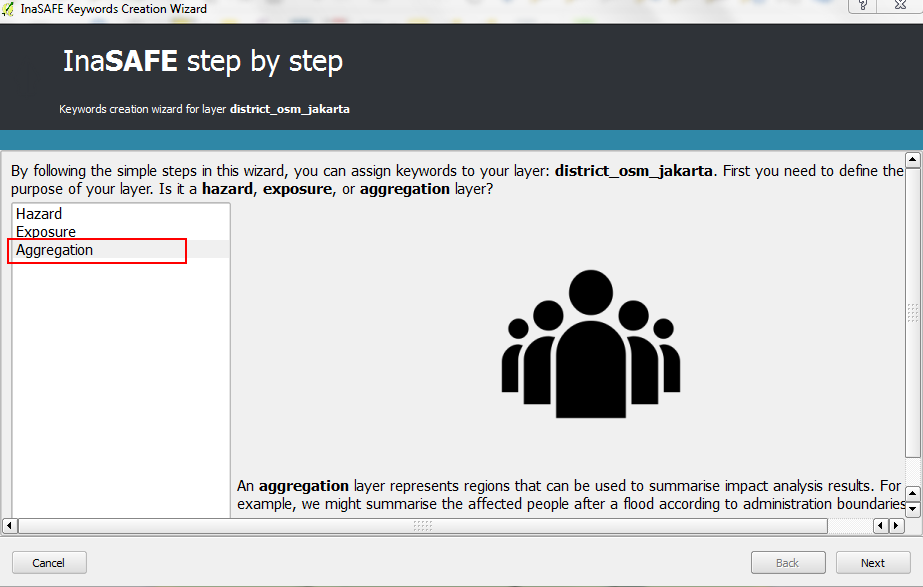 InaSAFE Keywords Creation Wizard
InaSAFE step by step
Keywords creation wizard for layer district_osm_jakarta
By following the simple steps in this wizard, you can assign keywords to your layer: district_osm_jakarta. First you need to define the
purpose of your layer. Is it a hazard, exposure, or aggregation layer?
Hazard
Exposure
Aggregation
An aggregation layer represents regions that can be used to summarise impact analysis results. For
example, we might summarise the affected people after a flood according to administration boundaries
Cancel
Back
Next